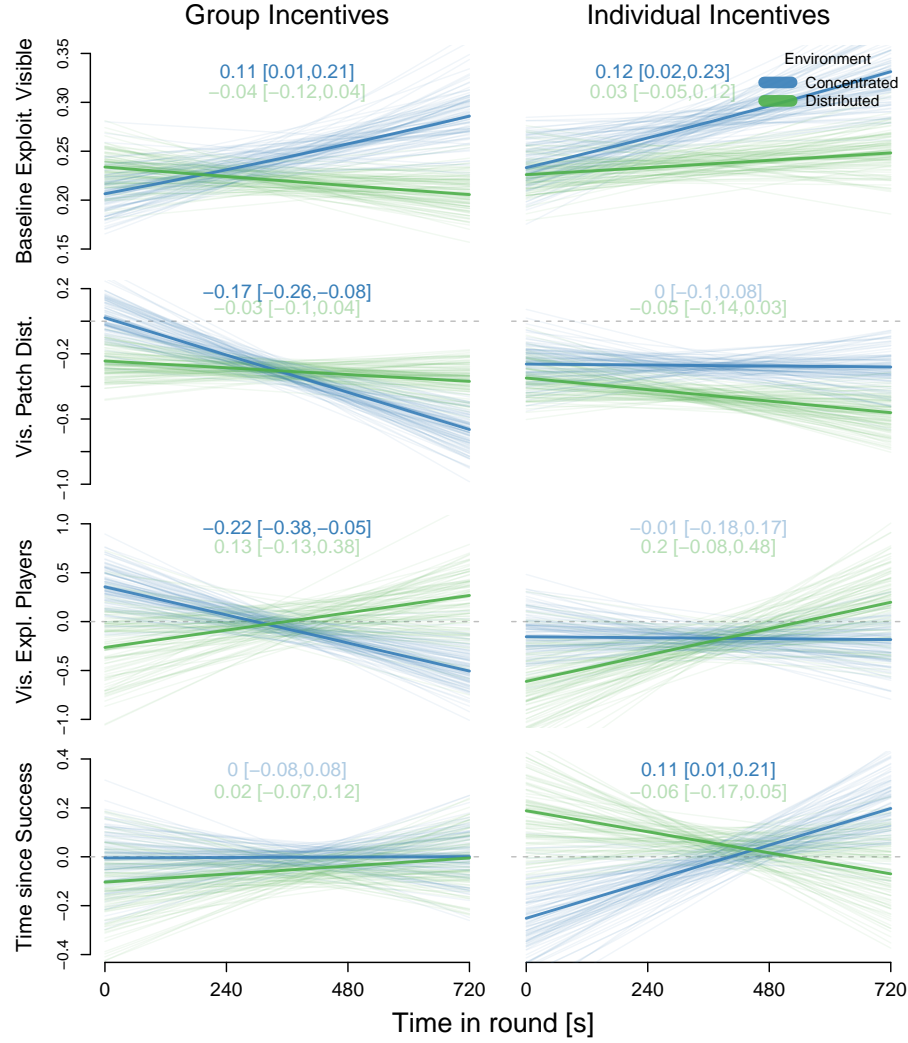 Group Incentives
Individual Incentives
Baseline Exploit. Visible
0.35
0.30
0.25
0.20
0.15
0.11 [0.01,0.21]
−0.04 [−0.12,0.04]
0.12 [0.02,0.23]
0.03 [−0.05,0.12]
Environment
Concentrated
Distributed
Vis. Patch Dist.
0.2
−0.2
−0.6
−1.0
−0.17 [−0.26,−0.08]
−0.03 [−0.1,0.04]
0 [−0.1,0.08]
−0.05 [−0.14,0.03]
Vis. Expl. Players
1.0
0.5
0.0
−0.5
−1.0
−0.22 [−0.38,−0.05]
0.13 [−0.13,0.38]
−0.01 [−0.18,0.17]
0.2 [−0.08,0.48]
Time since Success
0.4
0.2
0.0
−0.2
−0.4
0 [−0.08,0.08]
0.02 [−0.07,0.12]
0.11 [0.01,0.21]
−0.06 [−0.17,0.05]
0 240 480 720
0 240 480 720
Time in round [s]